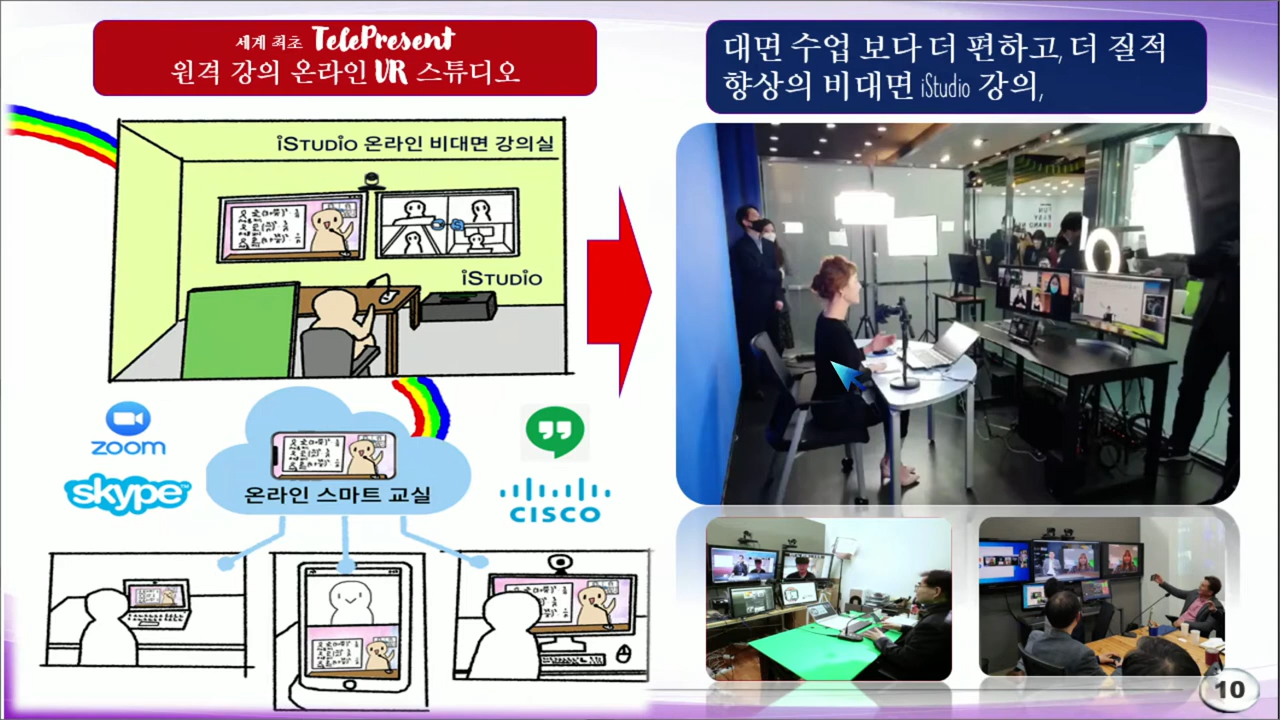 세계 최초 TelePresent
원격 강의 온라인 VR 스튜디오
대면 수업 보다 더 편하고, 더 질적
향상의 비대면 iStudio 강의,
iSTUDiO 온라인 비대면 강의실
iSTUDiO
zoom
skype
CISCO
온라인 스마트 교실
10